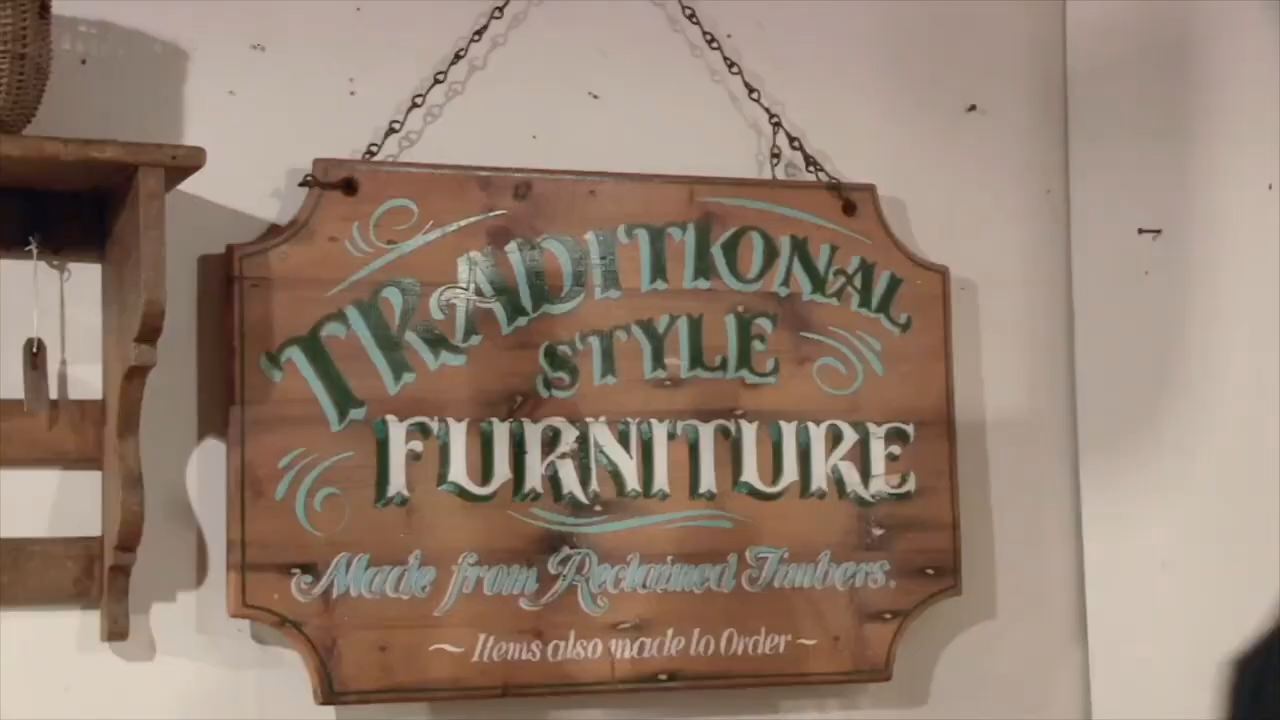 TRADITIONAL
STYLE
FURNITURE
Made from Reclaimed Timbers.
~ Items also made to Order ~